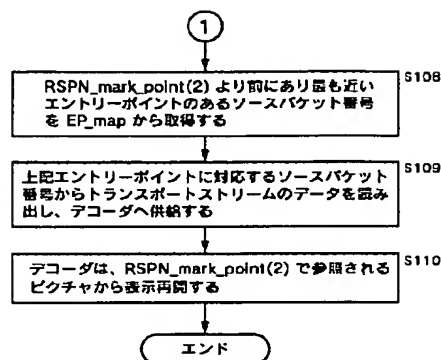 1
RSPN_mark_point(2) より前にあり最も近い
エントリーポイントのあるソースパケット番号
を EP_map から取得する
S108
上記エントリーポイントに対応するソースパケット
番号からトランスポートストリームのデータを読み
出し、デコーダへ供給する
S109
デコーダは、RSPN_mark_point(2) で参照される
ピクチャから表示再開する
S110
エンド